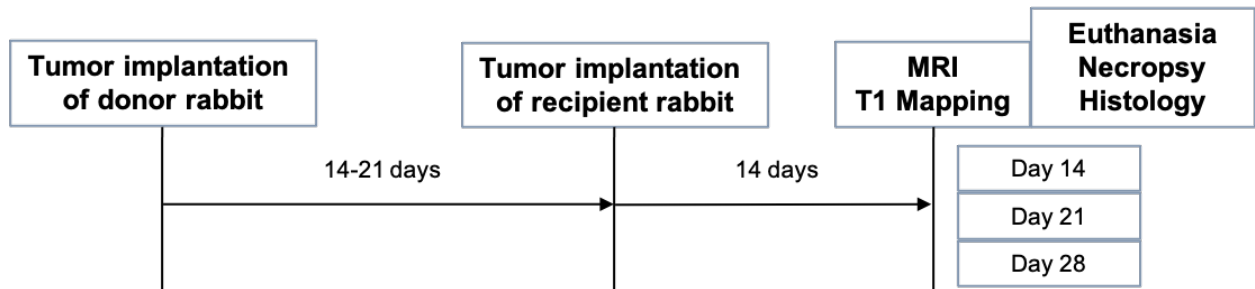 Tumor implantation
of donor rabbit
Tumor implantation
of recipient rabbit
MRI
T1 Mapping
Euthanasia
Necropsy
Histology
14-21 days
14 days
Day 14
Day 21
Day 28